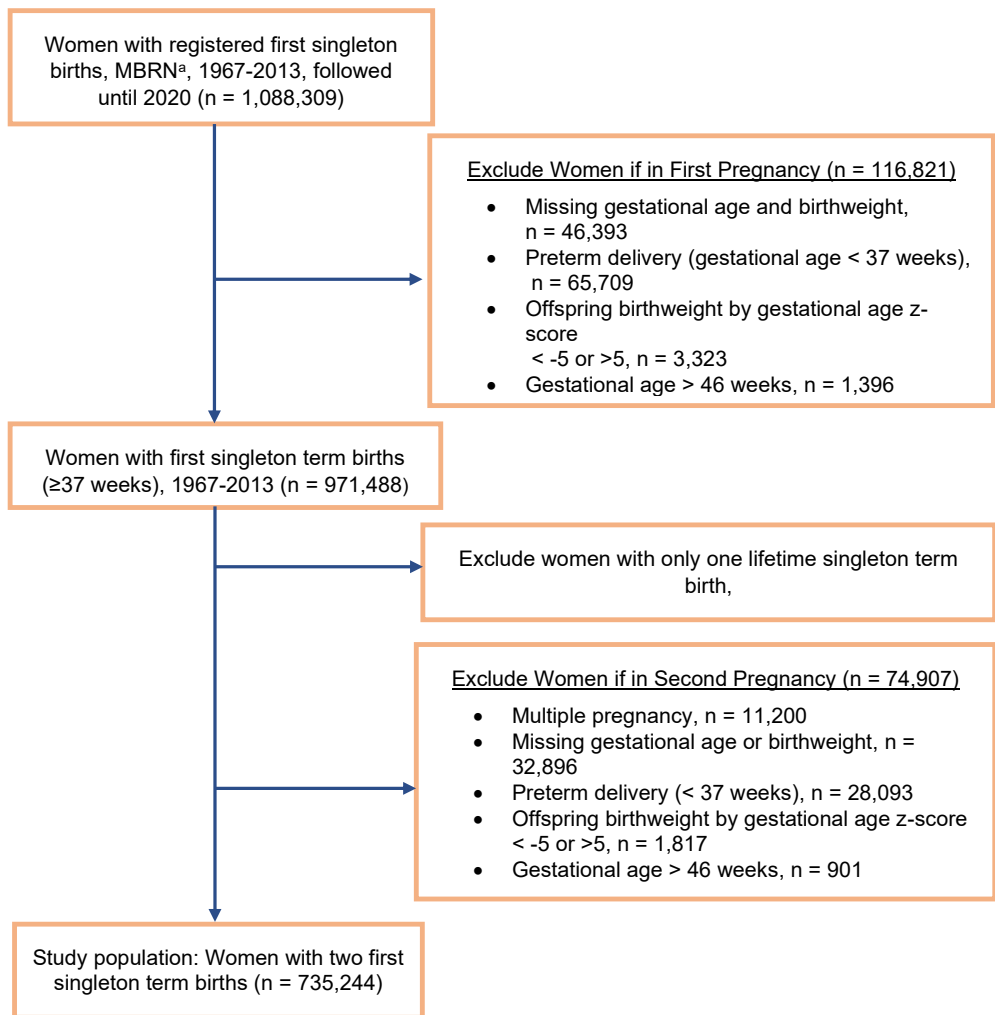 Women with registered first singleton
births, MBRNᵃ, 1967-2013, followed
until 2020 (n = 1,088,309)
Exclude Women if in First Pregnancy (n = 116,821)
• Missing gestational age and birthweight,
n = 46,393
• Preterm delivery (gestational age < 37 weeks),
n = 65,709
• Offspring birthweight by gestational age z-
score
< -5 or >5, n = 3,323
• Gestational age > 46 weeks, n = 1,396
Women with first singleton term births
(≥37 weeks), 1967-2013 (n = 971,488)
Exclude women with only one lifetime singleton term
birth,
Exclude Women if in Second Pregnancy (n = 74,907)
• Multiple pregnancy, n = 11,200
• Missing gestational age or birthweight, n =
32,896
• Preterm delivery (< 37 weeks), n = 28,093
• Offspring birthweight by gestational age z-score
< -5 or >5, n = 1,817
• Gestational age > 46 weeks, n = 901
Study population: Women with two first
singleton term births (n = 735,244)